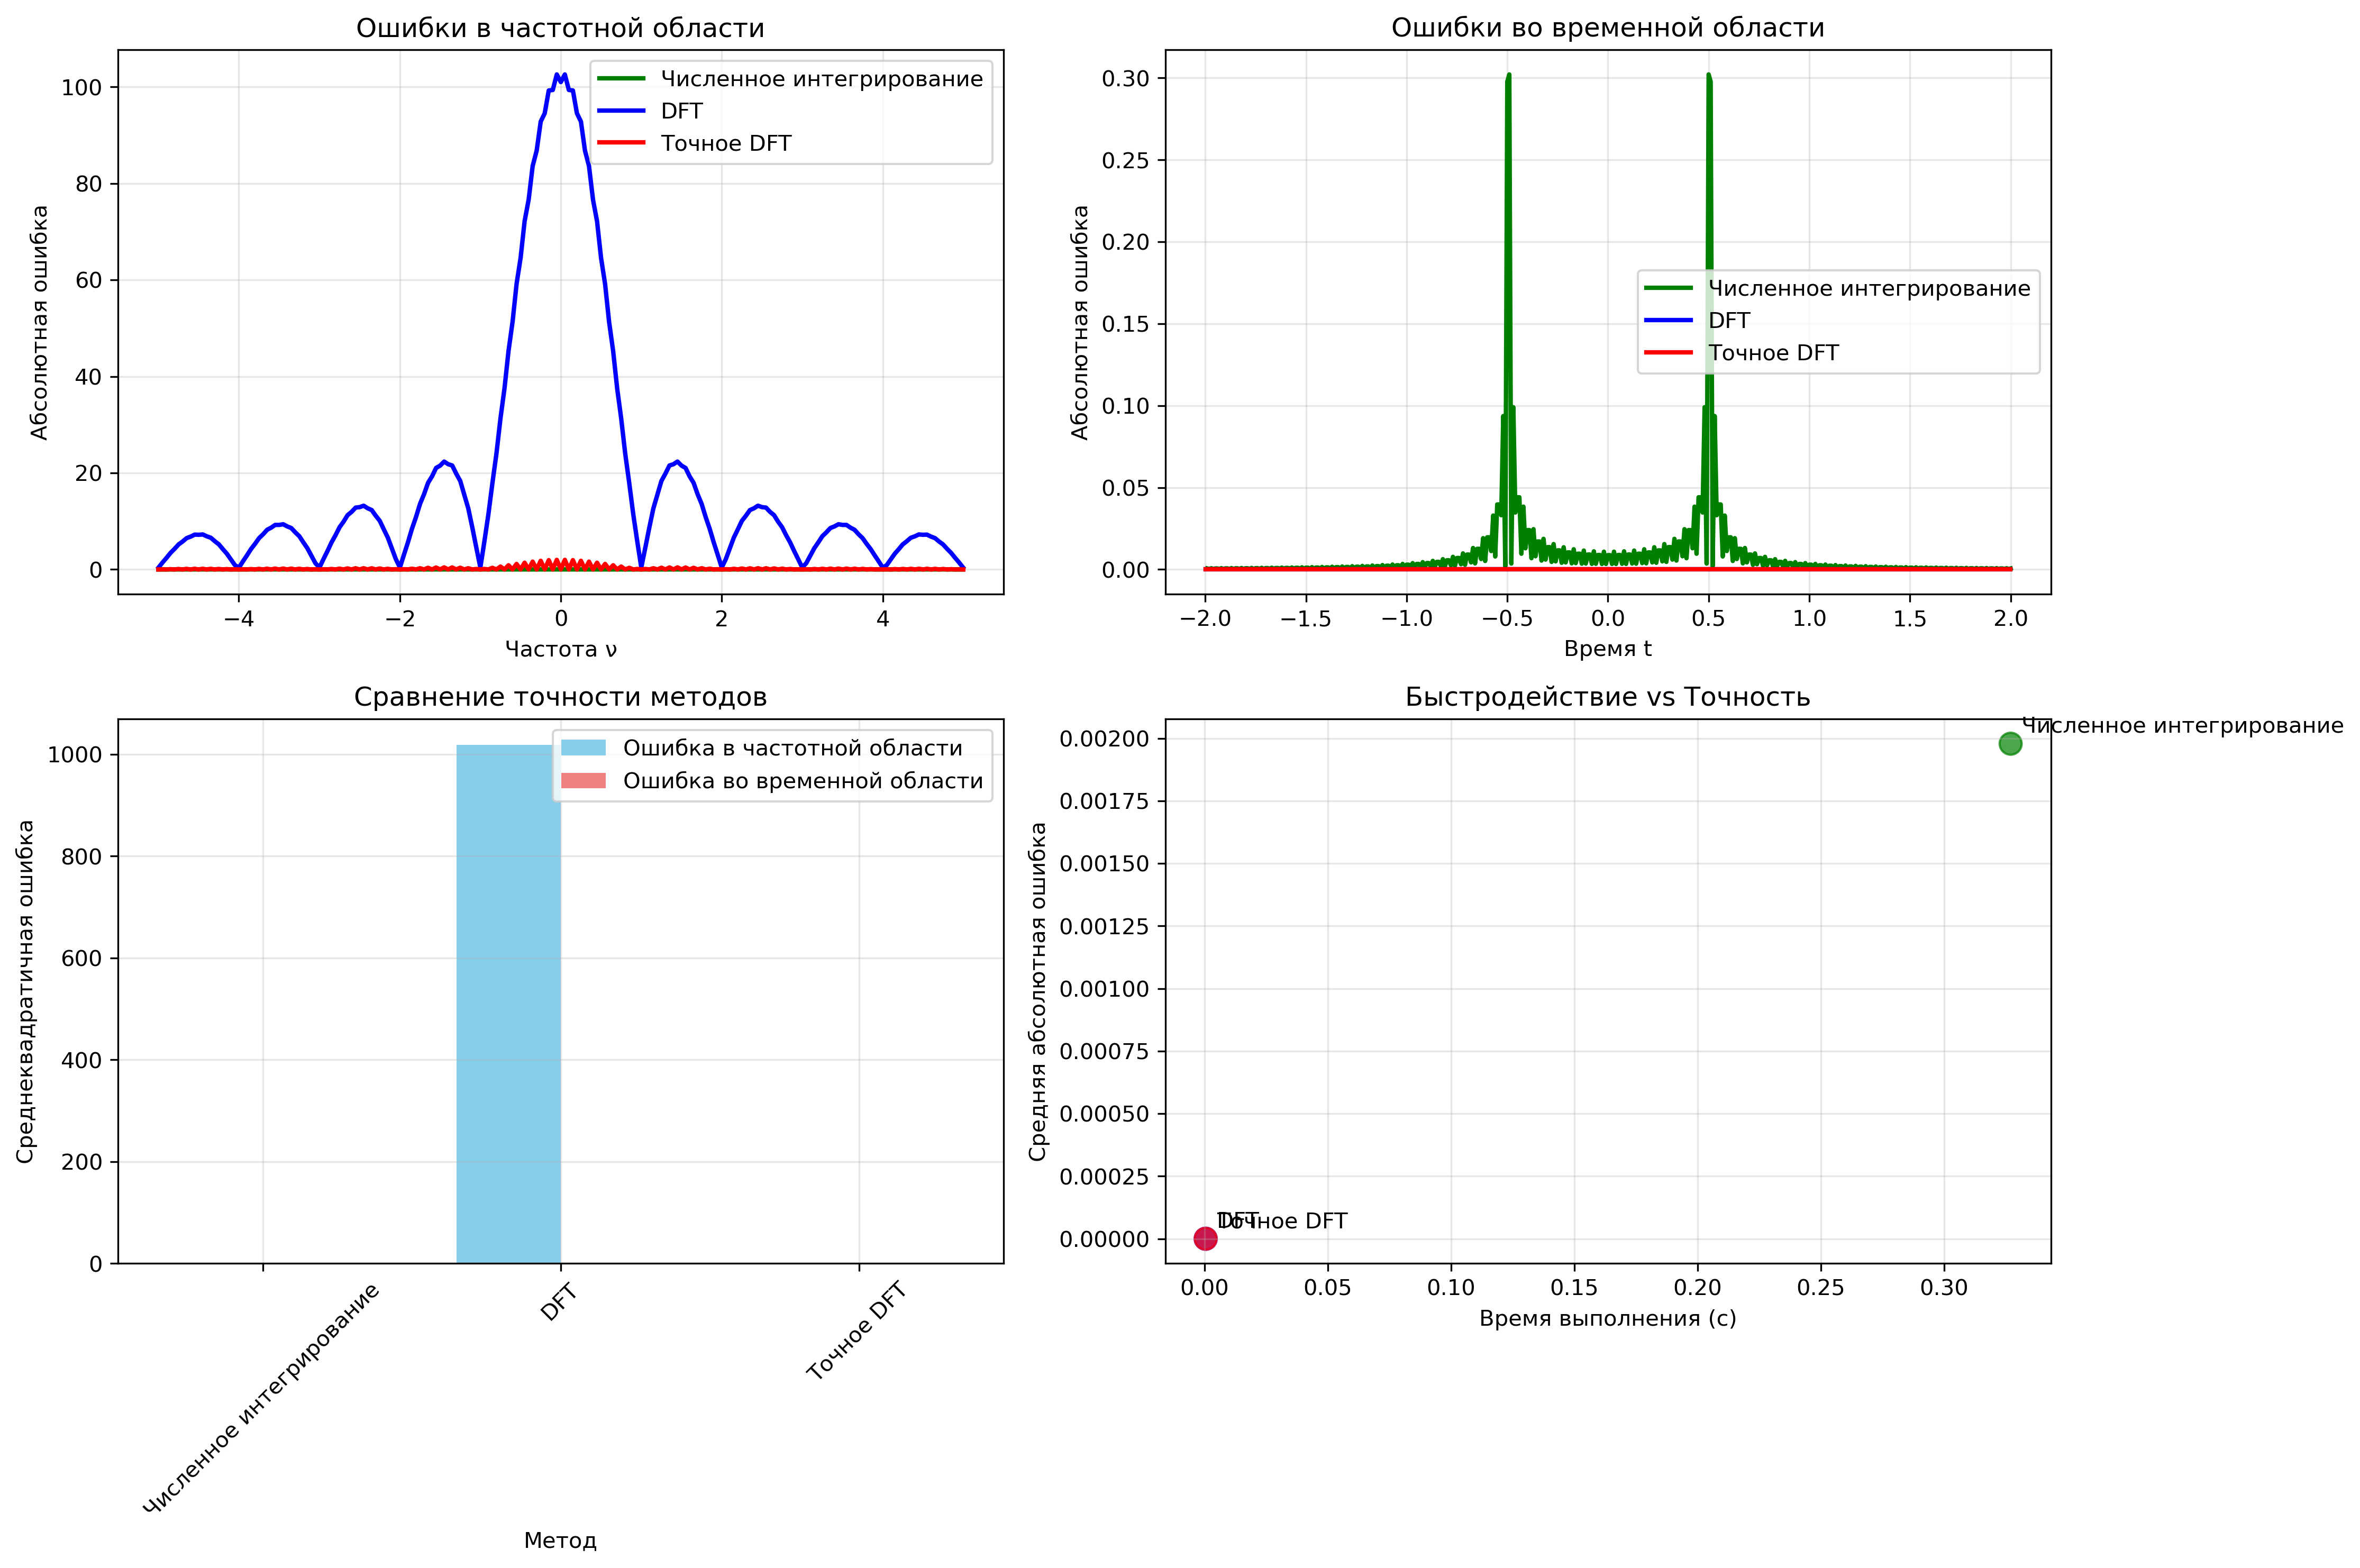 Ошибки в частотной области
Абсолютная ошибка
100
80
60
40
20
0
−4
−2
0
2
4
Частота ν
Численное интегрирование
DFT
Точное DFT
Ошибки во временной области
Абсолютная ошибка
0.30
0.25
0.20
0.15
0.10
0.05
0.00
−2.0
−1.5
−1.0
−0.5
0.0
0.5
1.0
1.5
2.0
Время t
Численное интегрирование
DFT
Точное DFT
Сравнение точности методов
Среднеквадратичная ошибка
1000
800
600
400
200
0
Численное интегрирование
DFT
Точное DFT
Метод
Ошибка в частотной области
Ошибка во временной области
Быстродействие vs Точность
Средняя абсолютная ошибка
0.00200
0.00175
0.00150
0.00125
0.00100
0.00075
0.00050
0.00025
0.00000
0.00
0.05
0.10
0.15
0.20
0.25
0.30
Время выполнения (с)
Численное интегрирование
DFT
Точное DFT